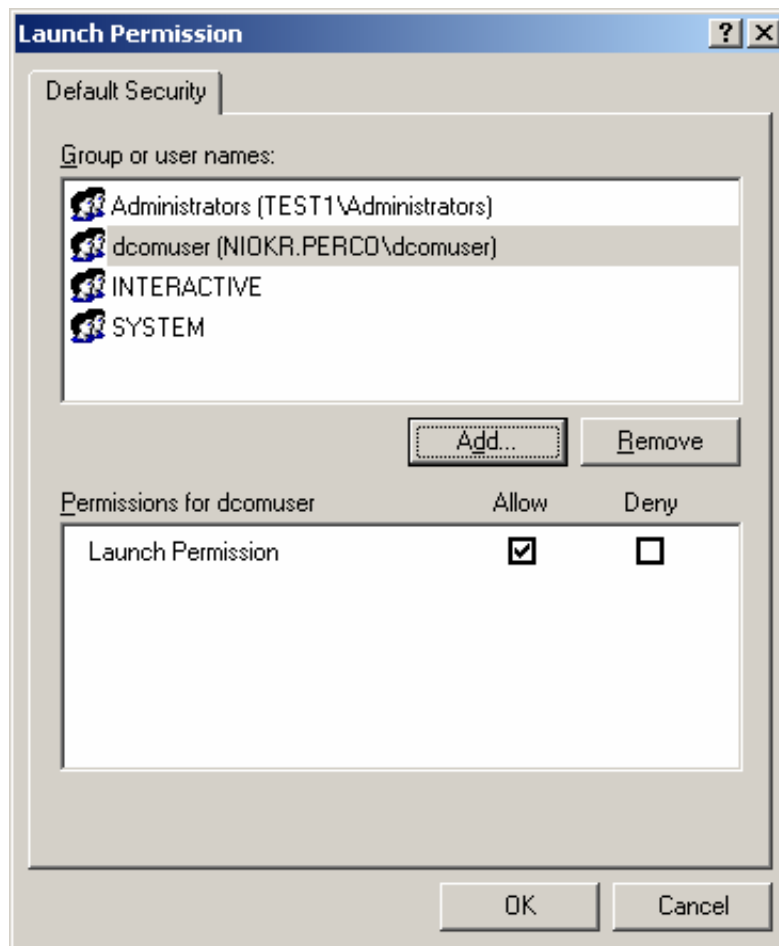 Launch Permission
Default Security
Group or user names:
Administrators (TEST1\Administrators)
dcomuser (NIOKR.PERCO\dcomuser)
INTERACTIVE
SYSTEM
Add... Remove
Permissions for dcomuser Allow Deny
Launch Permission
OK Cancel